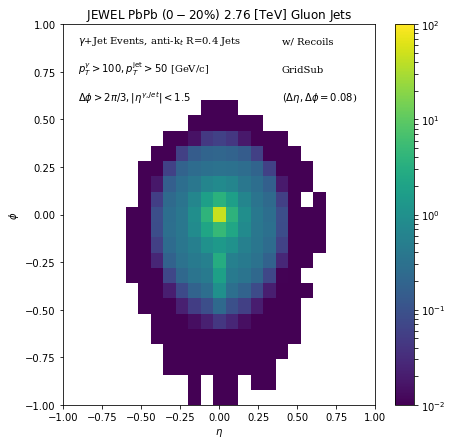 JEWEL PbPb (0 − 20%) 2.76 [TeV] Gluon Jets
γ+Jet Events, anti-kₜ R=0.4 Jets w/ Recoils
p_T^γ > 100, p_T^jet > 50 [GeV/c] GridSub
Δϕ > 2π/3, |η^{γ,Jet}| < 1.5 (Δη, Δϕ = 0.08)
1.00
0.75
0.50
0.25
0.00
−0.25
−0.50
−0.75
−1.00
ϕ
−1.00 −0.75 −0.50 −0.25 0.00 0.25 0.50 0.75 1.00
η
10²
10¹
10⁰
10⁻¹
10⁻²